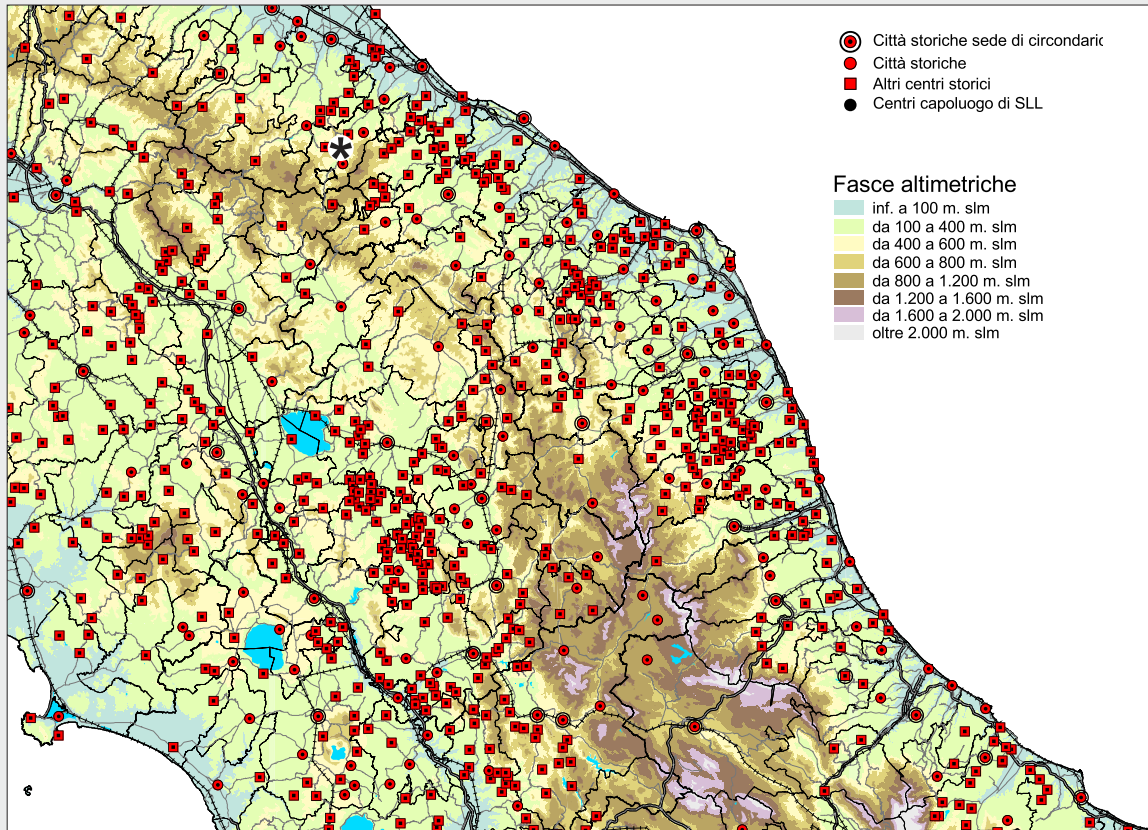 Città storiche sede di circondaric
Città storiche
Altri centri storici
Centri capoluogo di SLL
Fasce altimetriche
inf. a 100 m. slm
da 100 a 400 m. slm
da 400 a 600 m. slm
da 600 a 800 m. slm
da 800 a 1.200 m. slm
da 1.200 a 1.600 m. slm
da 1.600 a 2.000 m. slm
oltre 2.000 m. slm